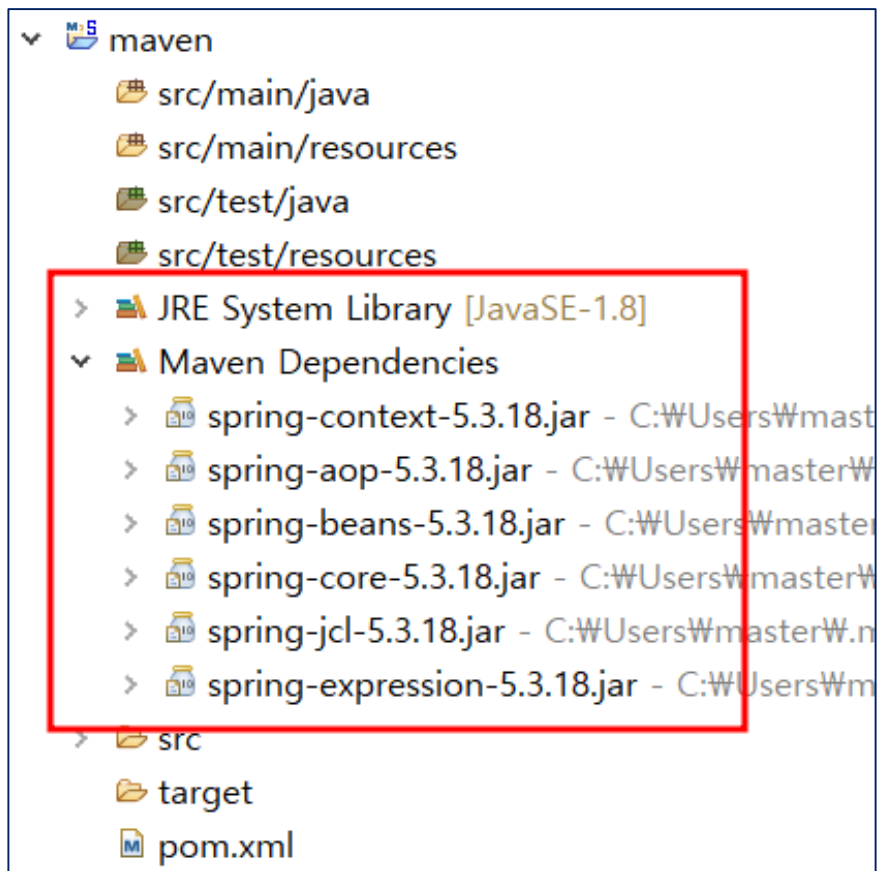 maven
src/main/java
src/main/resources
src/test/java
src/test/resources
JRE System Library [JavaSE-1.8]
Maven Dependencies
spring-context-5.3.18.jar - C:₩Users₩mast
spring-aop-5.3.18.jar - C:₩Users₩master₩
spring-beans-5.3.18.jar - C:₩Users₩master
spring-core-5.3.18.jar - C:₩Users₩master₩
spring-jcl-5.3.18.jar - C:₩Users₩master₩.m
spring-expression-5.3.18.jar - C:₩Users₩m
src
target
pom.xml